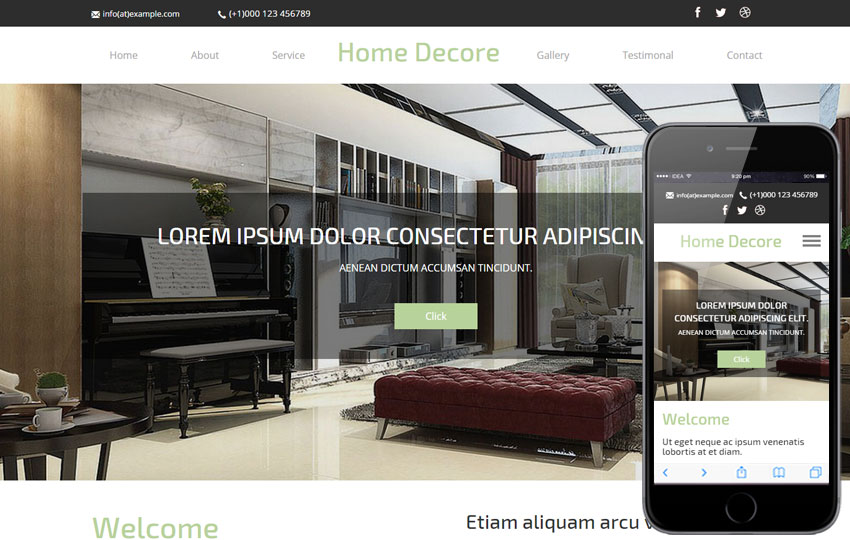 info(at)example.com (+1)000 123 456789
Home About Service Home Decore Gallery Testimonal Contact
LOREM IPSUM DOLOR CONSECTETUR ADIPISCIN
AENEAN DICTUM ACCUMSAN TINCIDUNT.
Click
Welcome
Etiam aliquam arcu v
IDEA 9:20 pm 90%
info(at)example.com (+1)000 123 456789
Home Decore
LOREM IPSUM DOLOR
CONSECTETUR ADIPISCING ELIT.
AENEAN DICTUM ACCUMSAN TINCIDUNT.
Click
Welcome
Ut eget neque ac ipsum venenatis
lobortis at et diam.